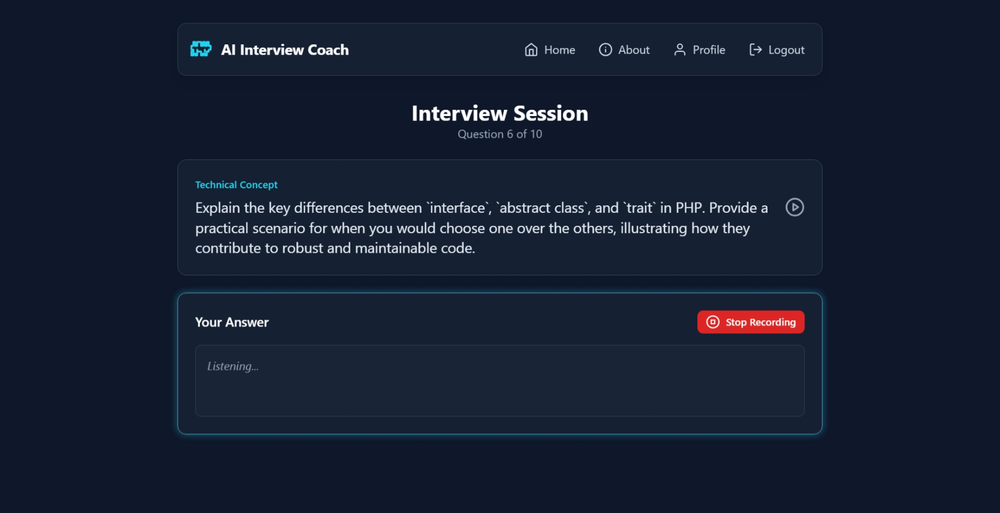 AI Interview Coach
Home
About
Profile
Logout
Interview Session
Question 6 of 10
Technical Concept
Explain the key differences between `interface`, `abstract class`, and `trait` in PHP. Provide a
practical scenario for when you would choose one over the others, illustrating how they
contribute to robust and maintainable code.
Your Answer
Stop Recording
Listening...